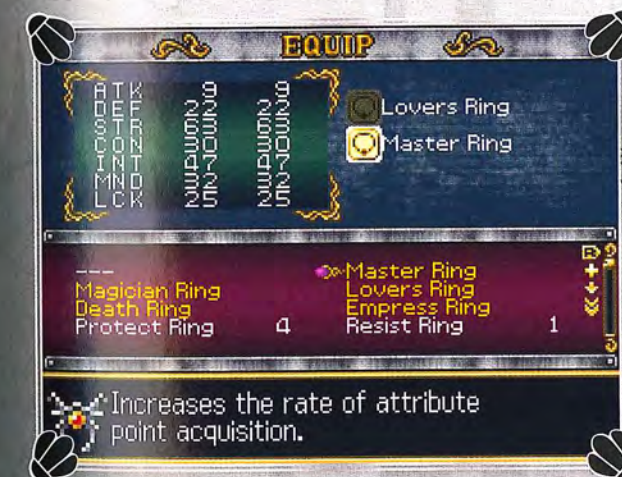 EQUIP
ATK 9 9
DEF 22 22
STR 63 63
CON 30 30
INT 47 47
MND 32 32
LCK 25 25
Lovers Ring
Master Ring
--- Master Ring
Magician Ring Lovers Ring
Death Ring Empress Ring
Protect Ring 4 Resist Ring 1
Increases the rate of attribute
point acquisition.